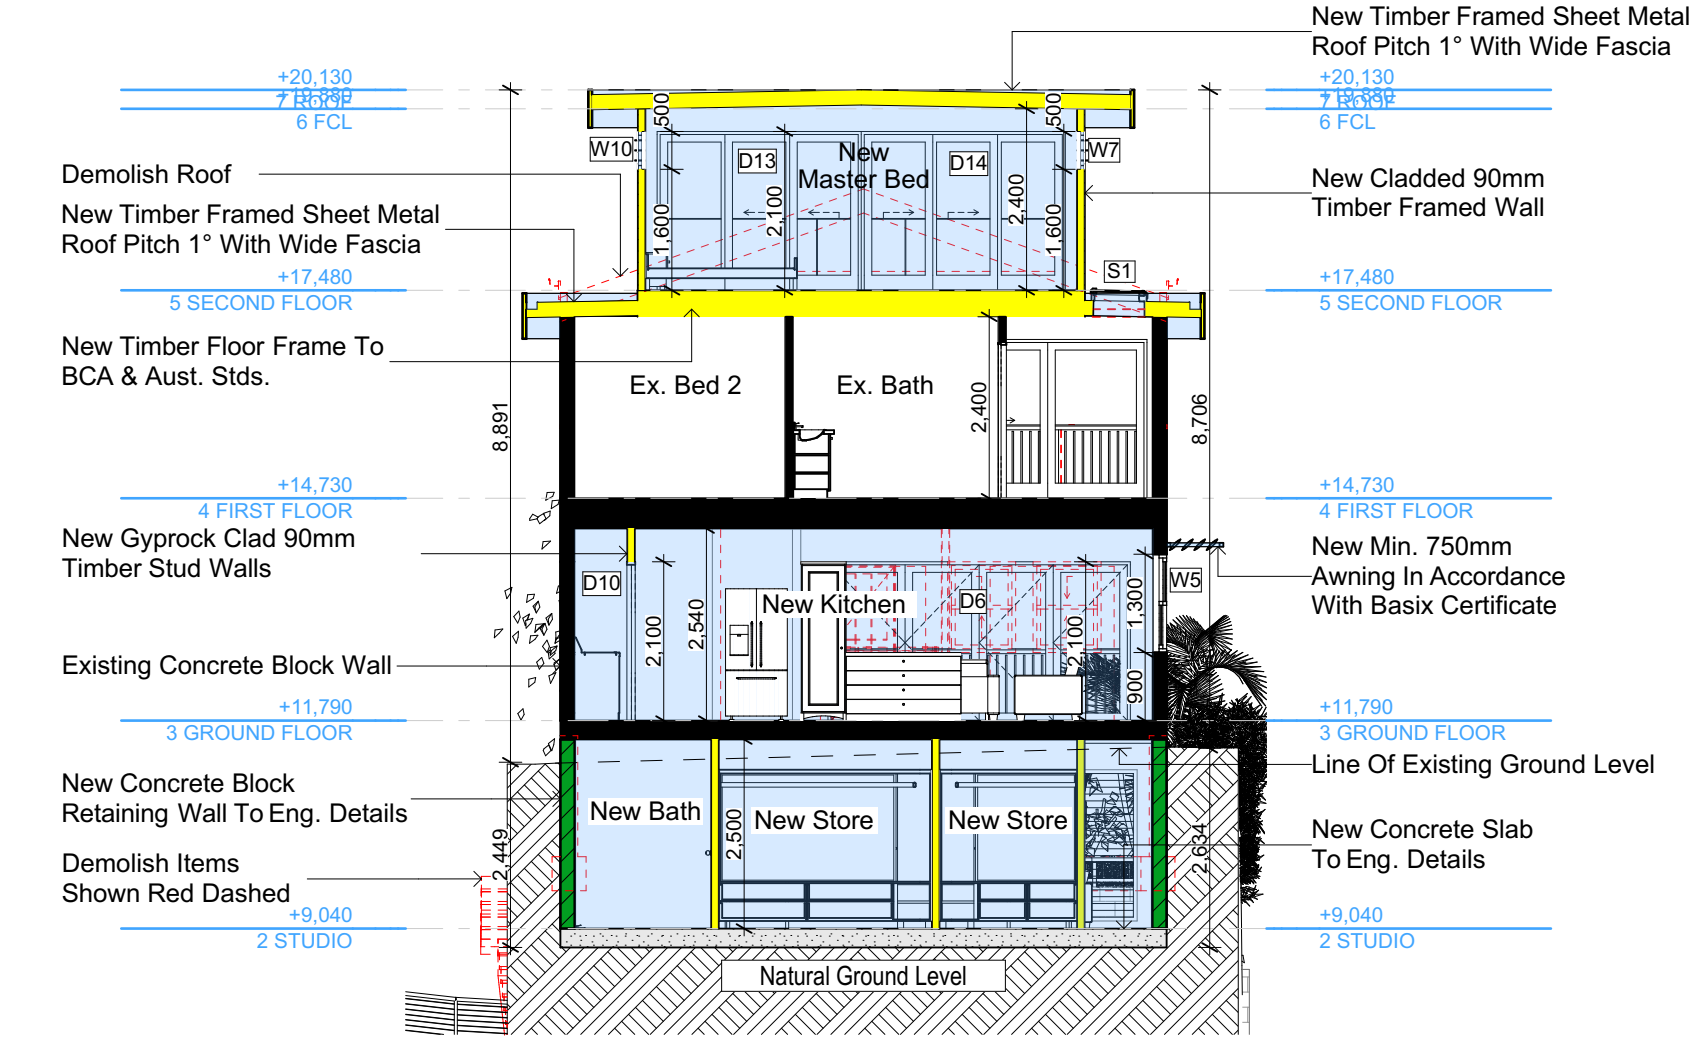 New Timber Framed Sheet Metal
Roof Pitch 1° With Wide Fascia
+20,130
+19,880
7 ROOF
6 FCL
+20,130
+19,880
7 ROOF
6 FCL
500
500
W10
D13
New
Master Bed
D14
W7
Demolish Roof
New Timber Framed Sheet Metal
Roof Pitch 1° With Wide Fascia
New Cladded 90mm
Timber Framed Wall
1,600
2,100
2,400
1,600
S1
+17,480
5 SECOND FLOOR
+17,480
5 SECOND FLOOR
New Timber Floor Frame To
BCA & Aust. Stds.
Ex. Bed 2
Ex. Bath
2,400
8,891
8,706
+14,730
4 FIRST FLOOR
+14,730
4 FIRST FLOOR
New Gyprock Clad 90mm
Timber Stud Walls
New Min. 750mm
Awning In Accordance
With Basix Certificate
D10
New Kitchen
D6
W5
2,100
2,540
2,100
1,300
900
Existing Concrete Block Wall
+11,790
3 GROUND FLOOR
+11,790
3 GROUND FLOOR
Line Of Existing Ground Level
New Concrete Block
Retaining Wall To Eng. Details
New Bath
New Store
New Store
2,500
2,449
2,634
New Concrete Slab
To Eng. Details
Demolish Items
Shown Red Dashed
+9,040
2 STUDIO
+9,040
2 STUDIO
Natural Ground Level